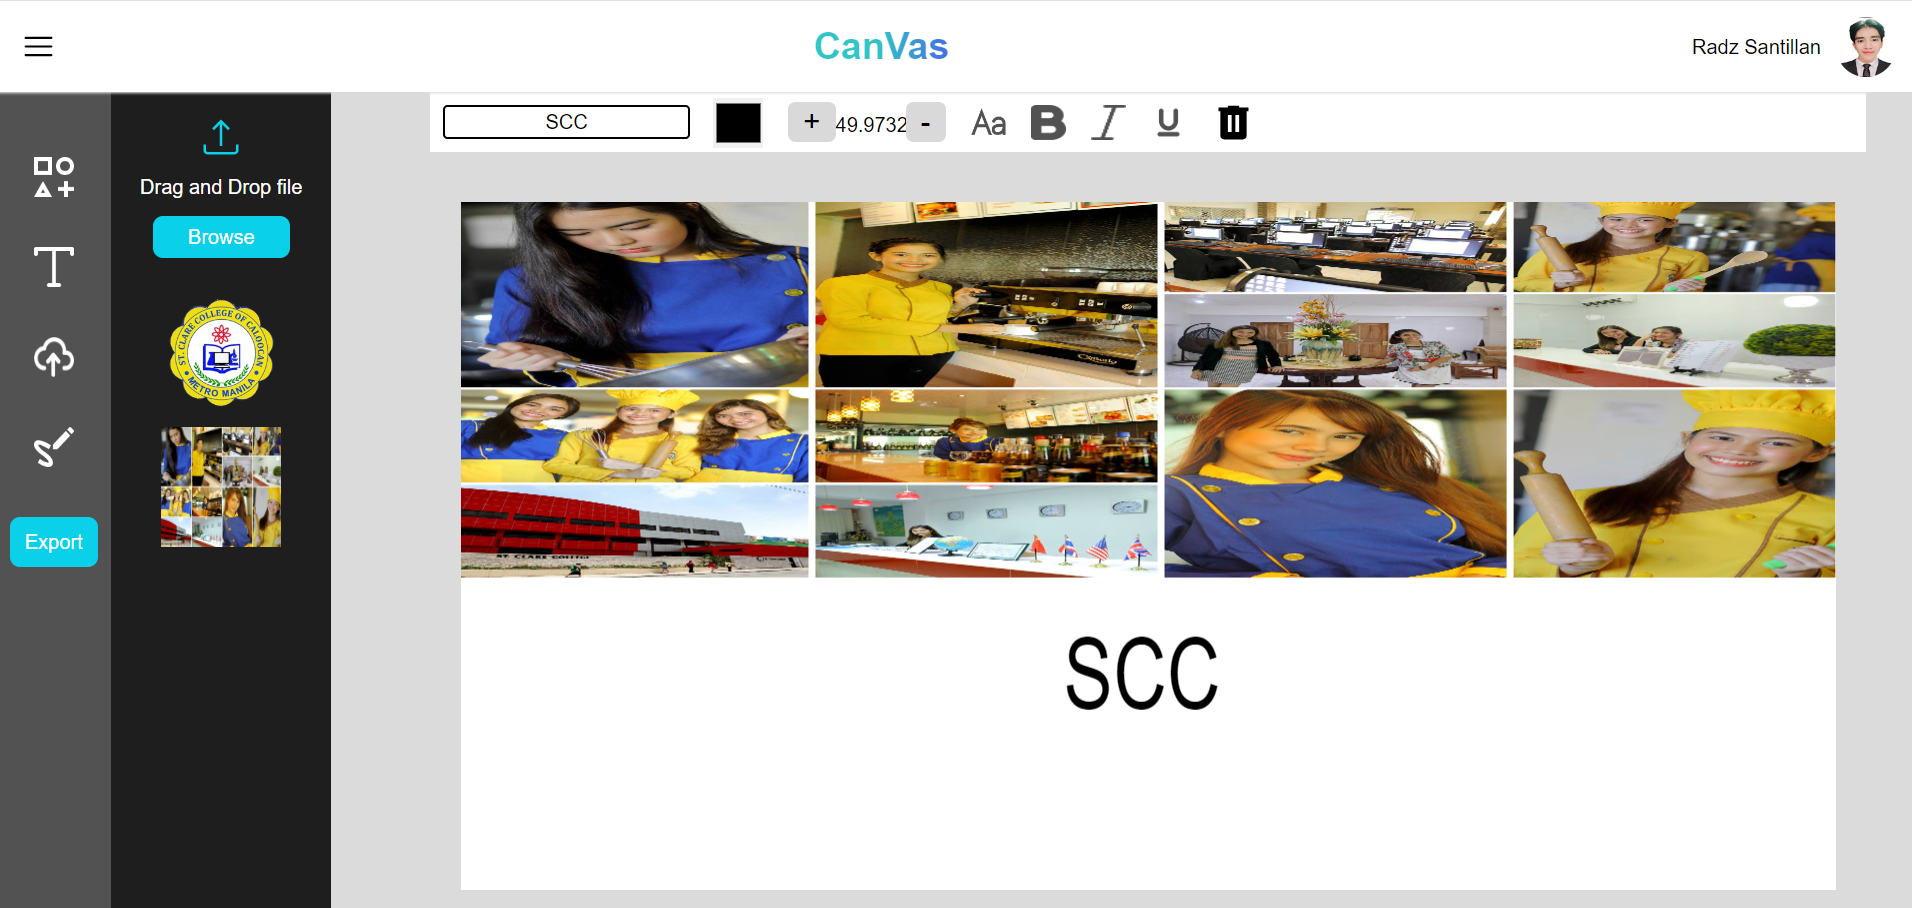 CanVas
Radz Santillan
SCC
+
49.9732
-
Aa
B
I
U
Drag and Drop file
Browse
ST. CLARE COLLEGE OF CALOOCAN
• METRO MANILA •
Export
ST. CLARE COLLEGE
SCC